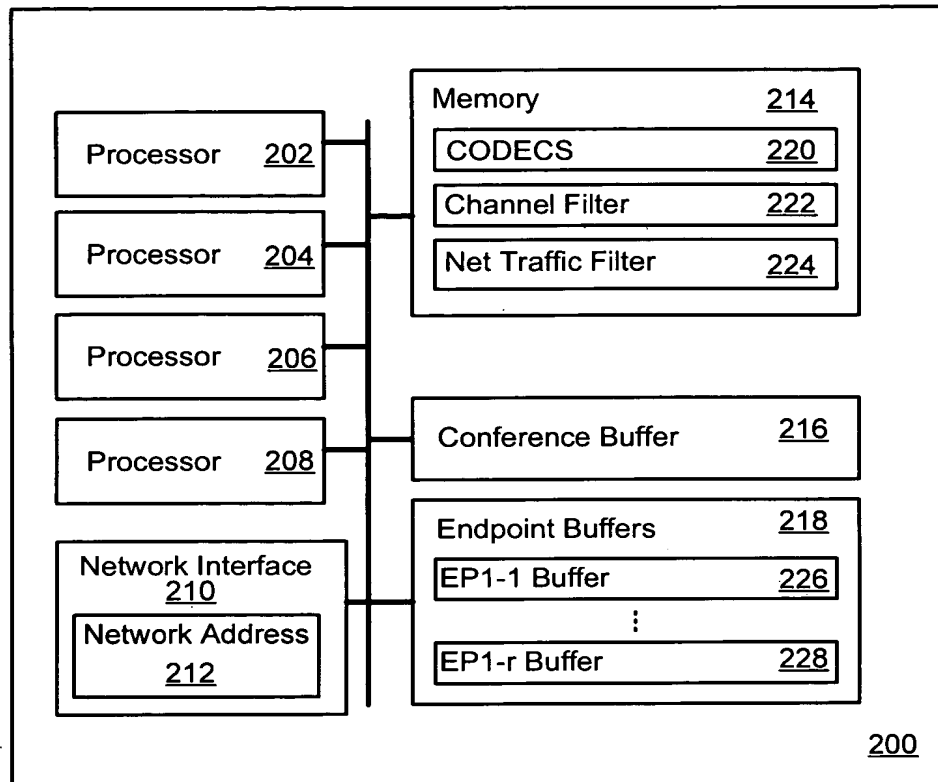 Processor 202
Processor 204
Processor 206
Processor 208
Network Interface
210
Network Address
212
Memory 214
CODECS 220
Channel Filter 222
Net Traffic Filter 224
Conference Buffer 216
Endpoint Buffers 218
EP1-1 Buffer 226
EP1-r Buffer 228
200